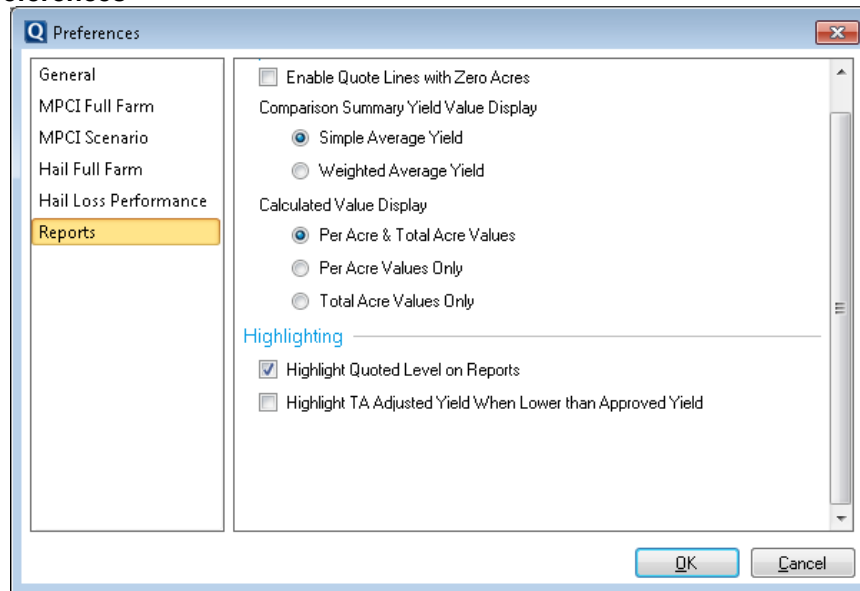 Preferences
General
MPCI Full Farm
MPCI Scenario
Hail Full Farm
Hail Loss Performance
Reports
Enable Quote Lines with Zero Acres
Comparison Summary Yield Value Display
Simple Average Yield
Weighted Average Yield
Calculated Value Display
Per Acre & Total Acre Values
Per Acre Values Only
Total Acre Values Only
Highlighting
Highlight Quoted Level on Reports
Highlight TA Adjusted Yield When Lower than Approved Yield
OK
Cancel